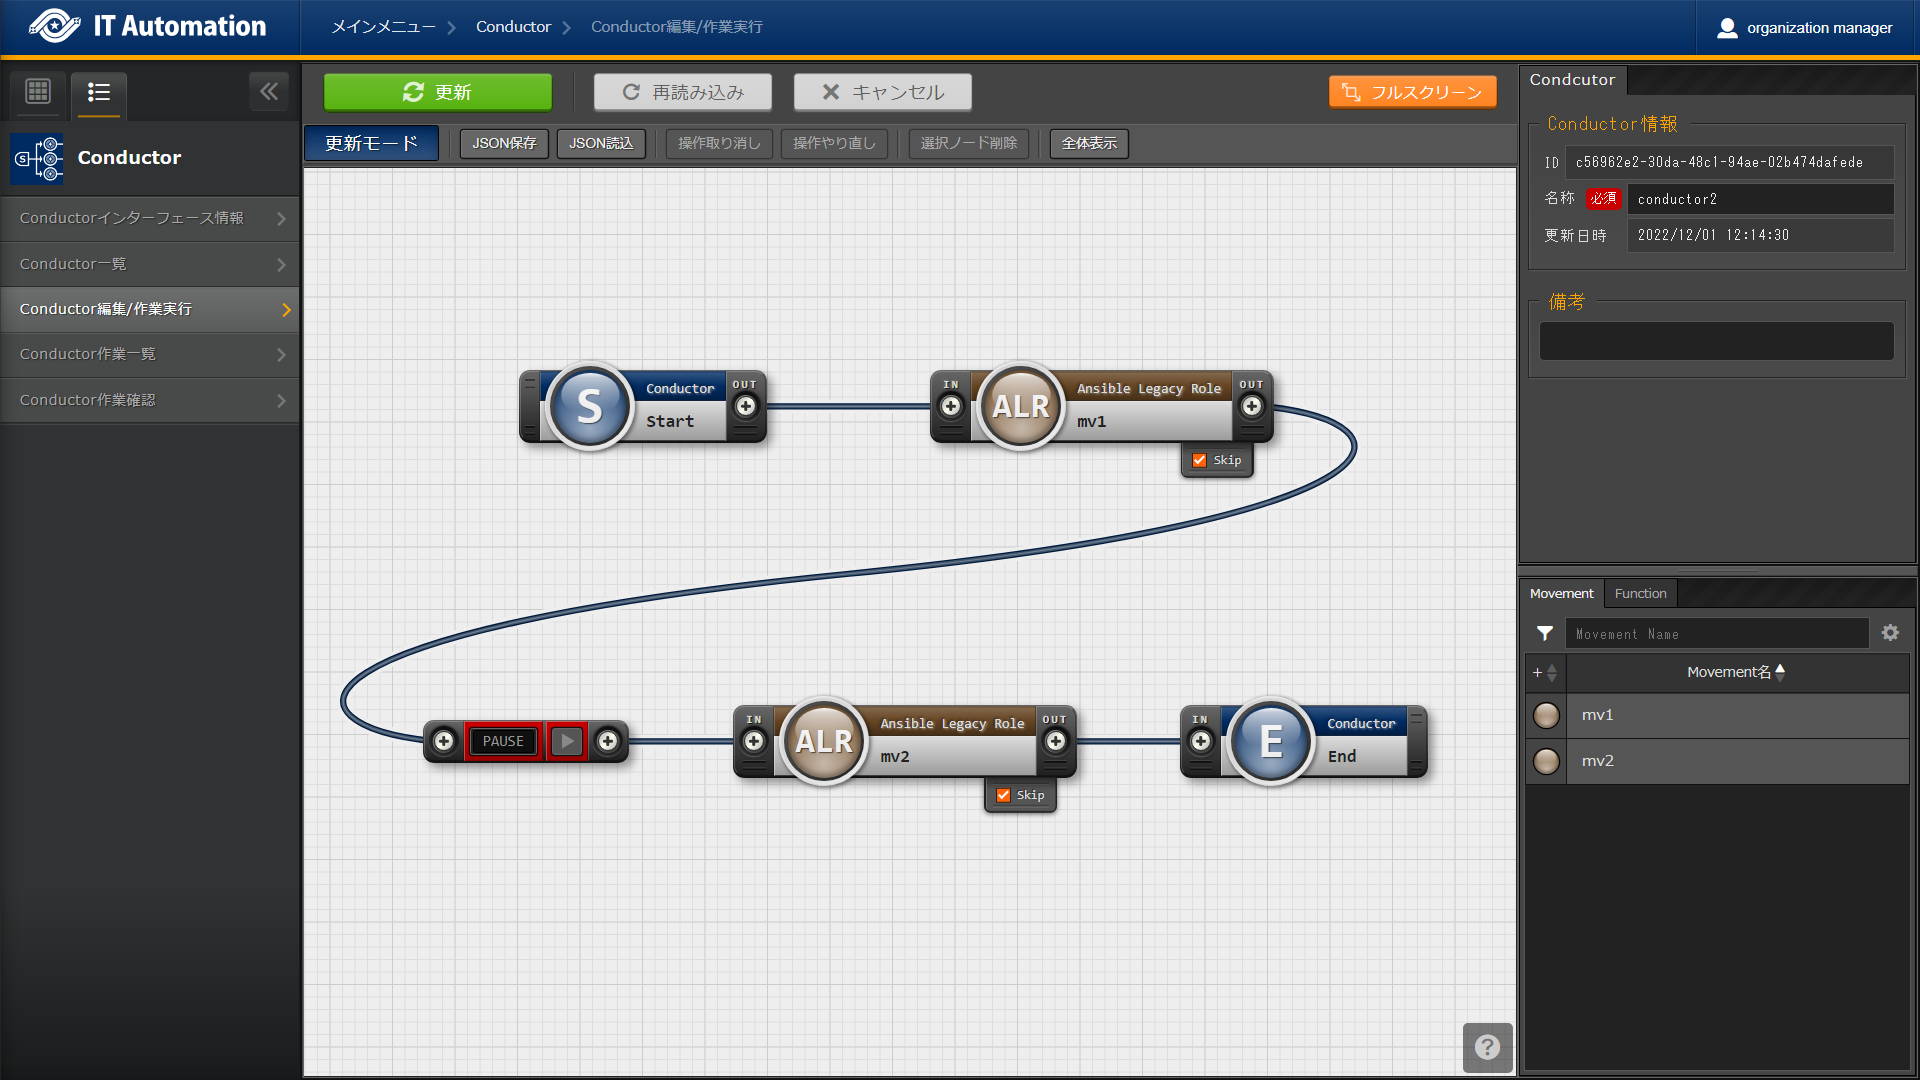 IT Automation
メインメニュー
Conductor
Conductor編集/作業実行
organization manager
Conductor
Conductorインターフェース情報
Conductor一覧
Conductor編集/作業実行
Conductor作業一覧
Conductor作業確認
更新
再読み込み
キャンセル
フルスクリーン
更新モード
JSON保存
JSON読込
操作取り消し
操作やり直し
選択ノード削除
全体表示
S
Conductor
Start
OUT
IN
ALR
Ansible Legacy Role
mv1
OUT
Skip
PAUSE
IN
ALR
Ansible Legacy Role
mv2
OUT
Skip
IN
E
Conductor
End
?
Condcutor
Conductor情報
ID c56962e2-30da-48c1-94ae-02b474dafede
名称 必須 conductor2
更新日時 2022/12/01 12:14:30
備考
Movement
Function
Movement Name
+
Movement名
mv1
mv2
S